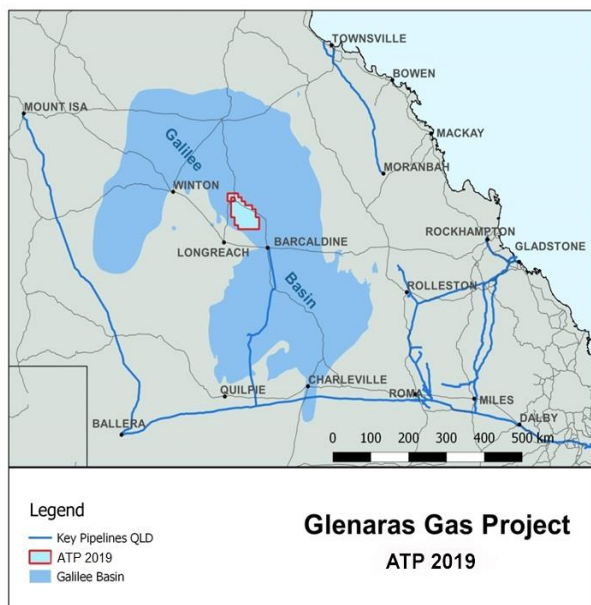 TOWNSVILLE
BOWEN
MOUNT ISA
MACKAY
Galilee
MORANBAH
WINTON
ROCKHAMPTON
LONGREACH
BARCALDINE
GLADSTONE
Basin
ROLLESTON
QUILPIE
CHARLEVILLE
ROMA
MILES
BALLERA
DALBY
0 100 200 300 400 500 km
Legend
Key Pipelines QLD
ATP 2019
Galilee Basin
Glenaras Gas Project
ATP 2019